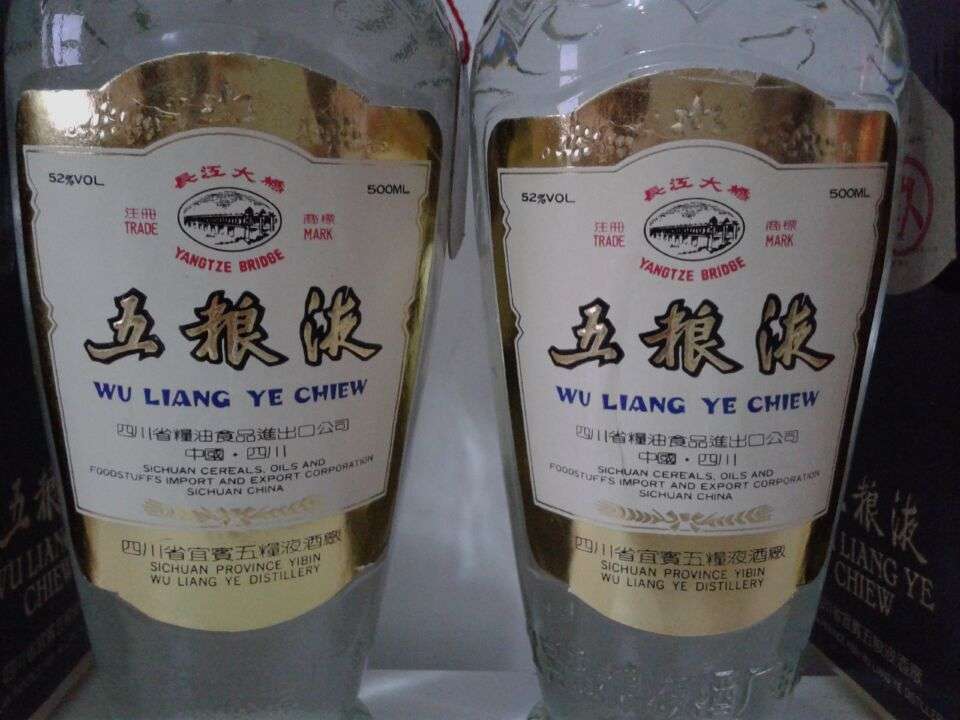 52%VOL.
500ML
長江大橋
注冊
TRADE
商標
MARK
YANGTZE BRIDGE
五粮液
WU LIANG YE CHIEW
四川省糧油食品進出口公司
中國·四川
SICHUAN CEREALS, OILS AND
FOODSTUFFS IMPORT AND EXPORT CORPORATION
SICHUAN CHINA
四川省宜賓五糧液酒廠
SICHUAN PROVINCE YIBIN
WU LIANG YE DISTILLERY
52%VOL.
500ML
長江大橋
注冊
TRADE
商標
MARK
YANGTZE BRIDGE
五粮液
WU LIANG YE CHIEW
四川省糧油食品進出口公司
中國·四川
SICHUAN CEREALS, OILS AND
FOODSTUFFS IMPORT AND EXPORT CORPORATION
SICHUAN CHINA
四川省宜賓五糧液酒廠
SICHUAN PROVINCE YIBIN
WU LIANG YE DISTILLERY
五粮
WU LIANG
CHIEW
粮液
LIANG YE
CHIEW